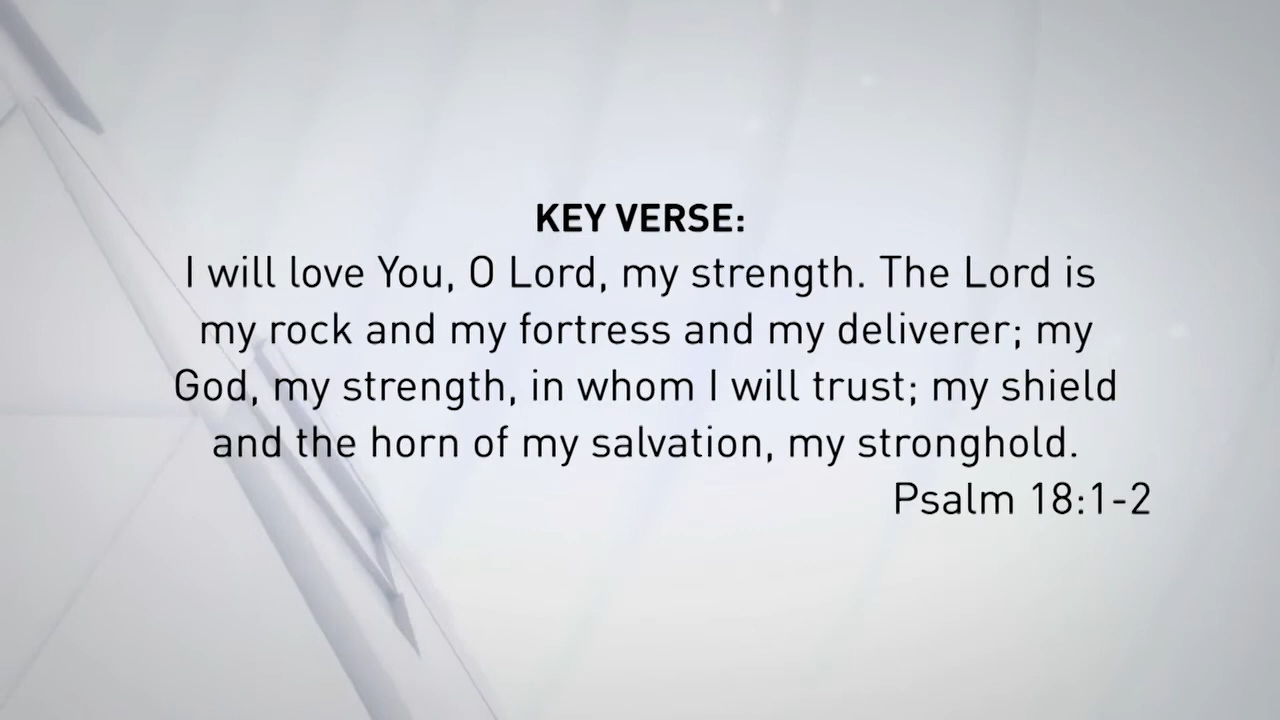 KEY VERSE:
I will love You, O Lord, my strength. The Lord is
my rock and my fortress and my deliverer; my
God, my strength, in whom I will trust; my shield
and the horn of my salvation, my stronghold.
Psalm 18:1-2